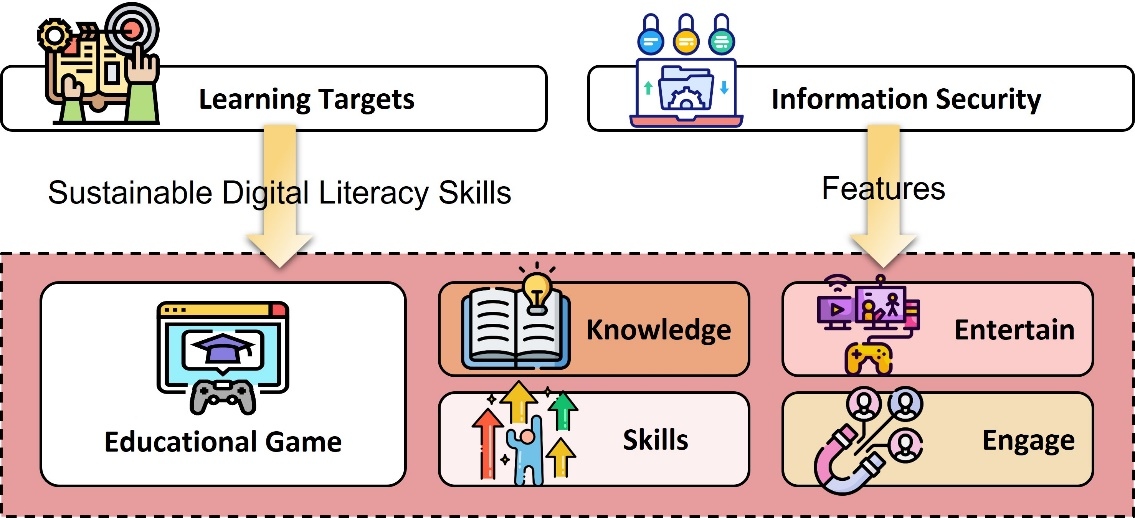 Learning Targets
Information Security
Sustainable Digital Literacy Skills
Features
Educational Game
Knowledge
Entertain
Skills
Engage